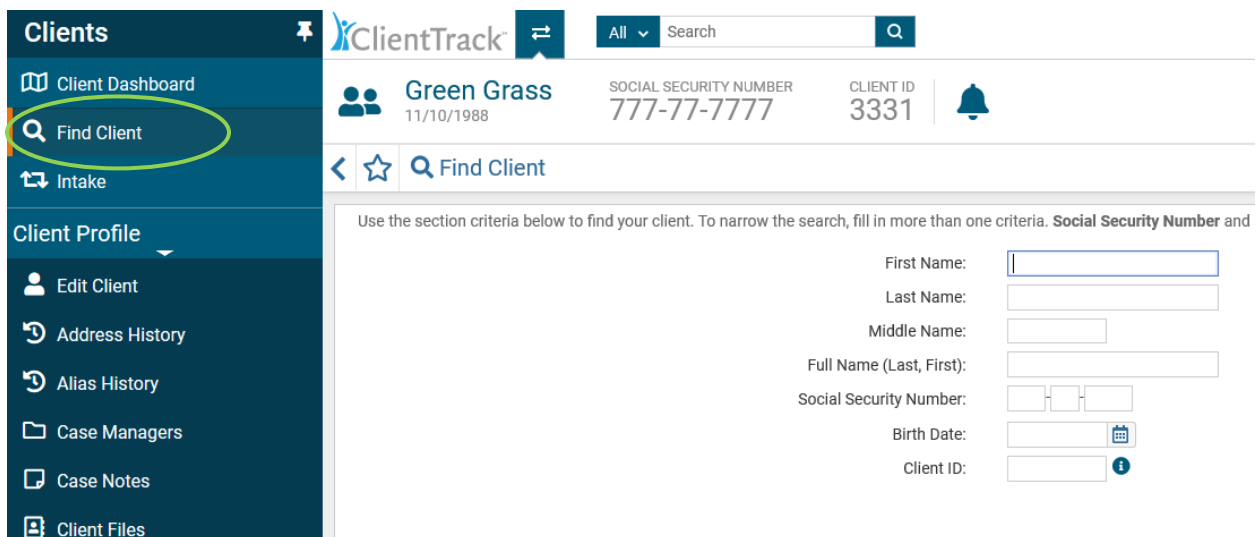 Clients
Client Dashboard
Find Client
Intake
Client Profile
Edit Client
Address History
Alias History
Case Managers
Case Notes
Client Files
ClientTrack
All Search
Green Grass
11/10/1988
SOCIAL SECURITY NUMBER
777-77-7777
CLIENT ID
3331
Find Client
Use the section criteria below to find your client. To narrow the search, fill in more than one criteria. Social Security Number and
First Name:
Last Name:
Middle Name:
Full Name (Last, First):
Social Security Number: - -
Birth Date:
Client ID: